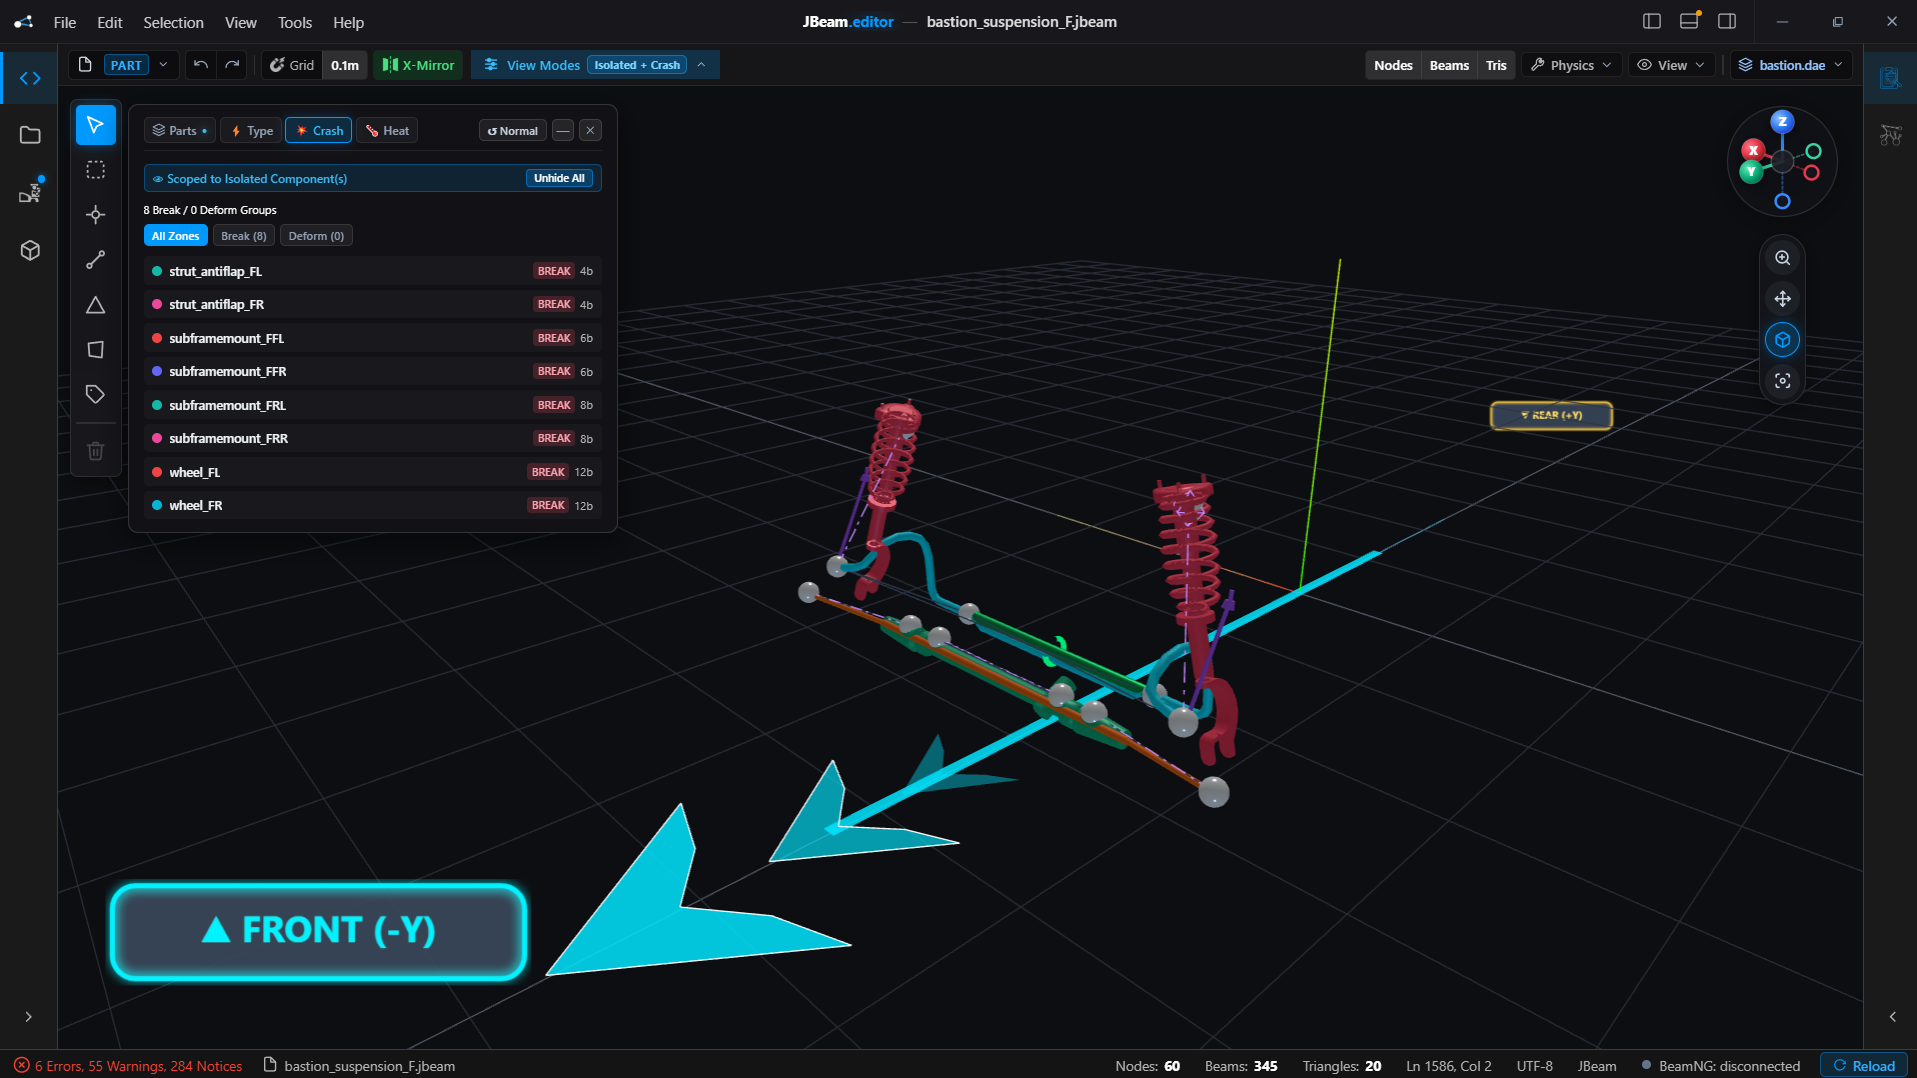 File Edit Selection View Tools Help
JBeam.editor — bastion_suspension_F.jbeam
PART Grid 0.1m X-Mirror View Modes Isolated + Crash
Nodes Beams Tris Physics View bastion.dae
Parts Type Crash Heat Normal
Scoped to Isolated Component(s) Unhide All
8 Break / 0 Deform Groups
All Zones Break (8) Deform (0)
strut_antiflap_FL BREAK 4b
strut_antiflap_FR BREAK 4b
subframemount_FFL BREAK 6b
subframemount_FFR BREAK 6b
subframemount_FRL BREAK 8b
subframemount_FRR BREAK 8b
wheel_FL BREAK 12b
wheel_FR BREAK 12b
Z
X
Y
▼ REAR (+Y)
▲ FRONT (-Y)
6 Errors, 55 Warnings, 284 Notices bastion_suspension_F.jbeam
Nodes: 60 Beams: 345 Triangles: 20 Ln 1586, Col 2 UTF-8 JBeam BeamNG: disconnected Reload